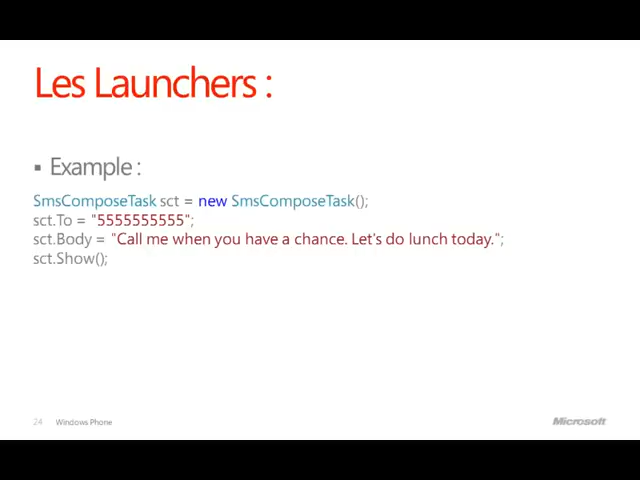 Les Launchers :
▪ Example :
SmsComposeTask sct = new SmsComposeTask();
sct.To = "5555555555";
sct.Body = "Call me when you have a chance. Let's do lunch today.";
sct.Show();
24 Windows Phone
Microsoft